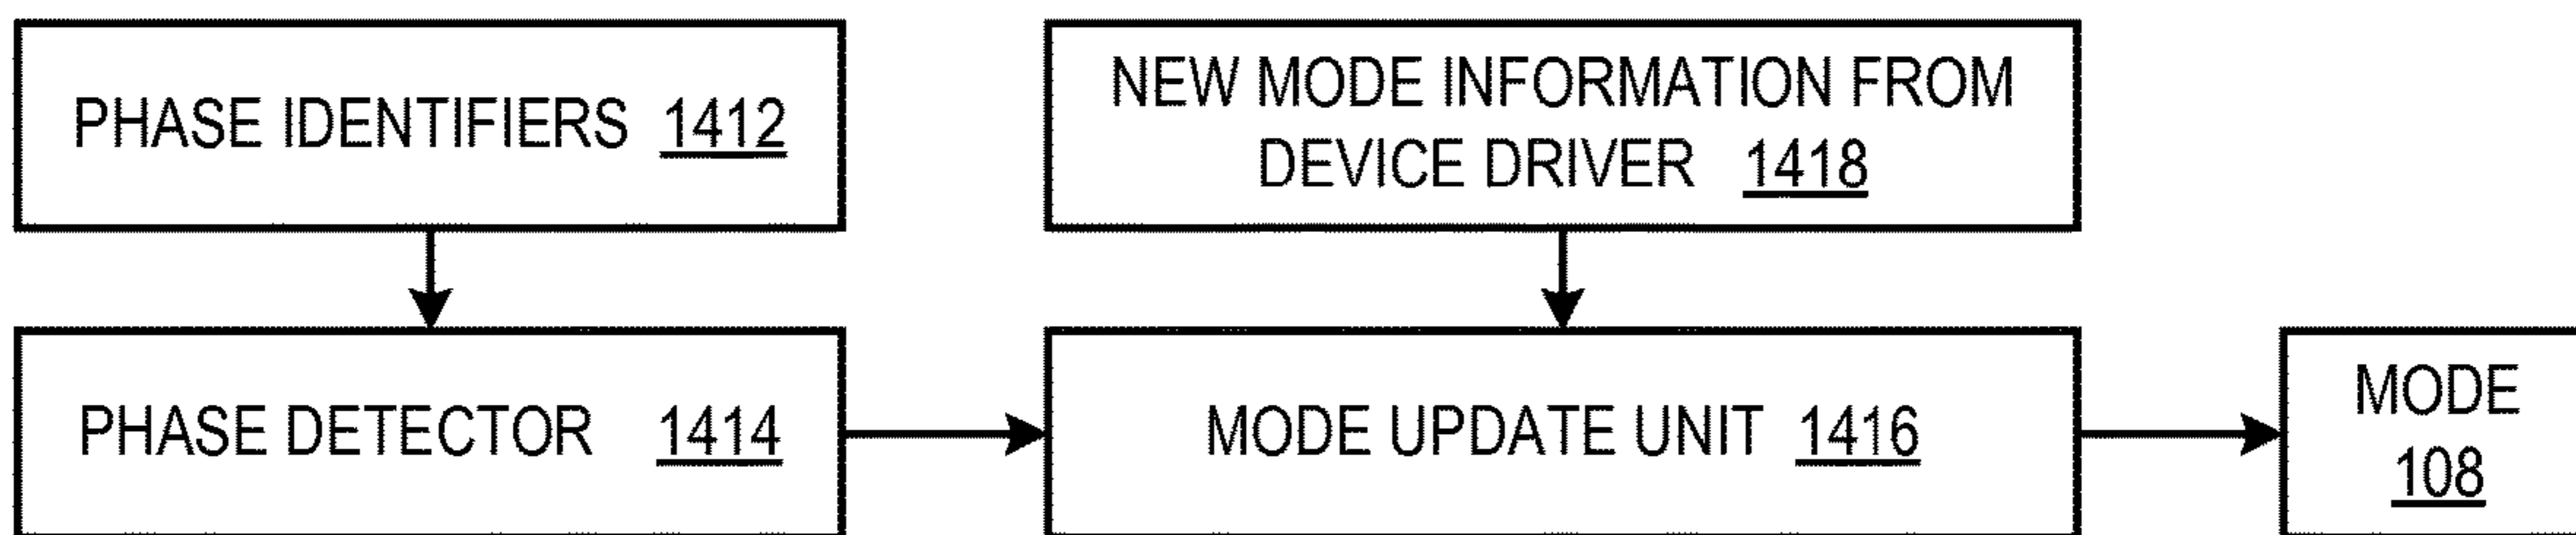 PHASE IDENTIFIERS 1412
NEW MODE INFORMATION FROM
DEVICE DRIVER 1418
PHASE DETECTOR 1414
MODE UPDATE UNIT 1416
MODE
108